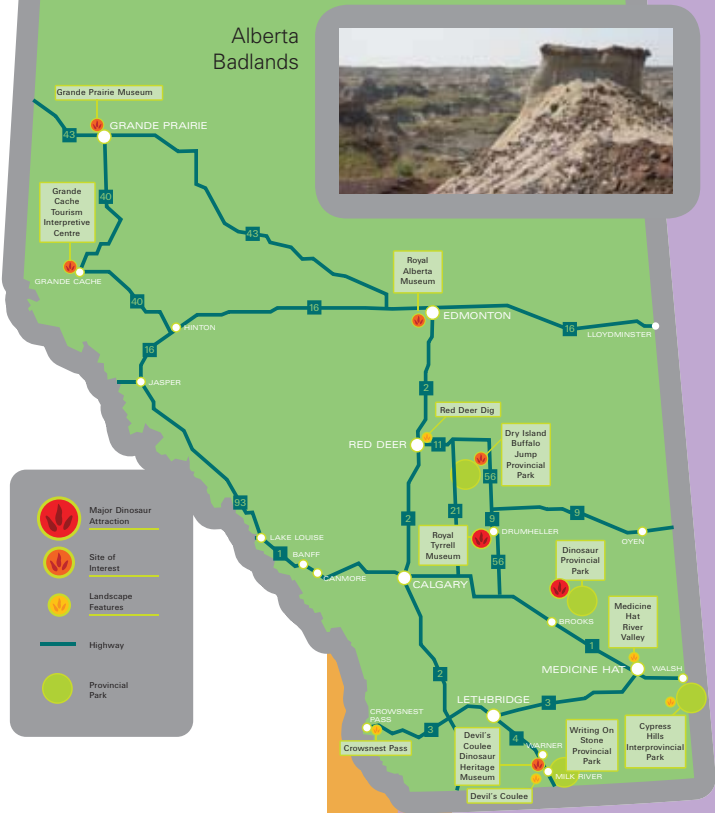 Alberta
Badlands
Grande Prairie Museum
43
GRANDE PRAIRIE
Grande
Cache
Tourism
Interpretive
Centre
40
43
GRANDE CACHE
40
Royal
Alberta
Museum
16
EDMONTON
16
LLOYDMINSTER
HINTON
16
JASPER
2
Red Deer Dig
RED DEER
11
Dry Island
Buffalo
Jump
Provincial
Park
56
93
2
21
9
9
DRUMHELLER
OYEN
Royal
Tyrrell
Museum
56
LAKE LOUISE
1
BANFF
CANMORE
CALGARY
Dinosaur
Provincial
Park
BROOKS
Medicine
Hat
River
Valley
1
MEDICINE HAT
WALSH
2
LETHBRIDGE
3
CROWSNEST
PASS
3
Crowsnest Pass
4
WARNER
Devil's
Coulee
Dinosaur
Heritage
Museum
Writing On
Stone
Provincial
Park
Cypress
Hills
Interprovincial
Park
MILK RIVER
Devil's Coulee
Major Dinosaur
Attraction
Site of
Interest
Landscape
Features
Highway
Provincial
Park